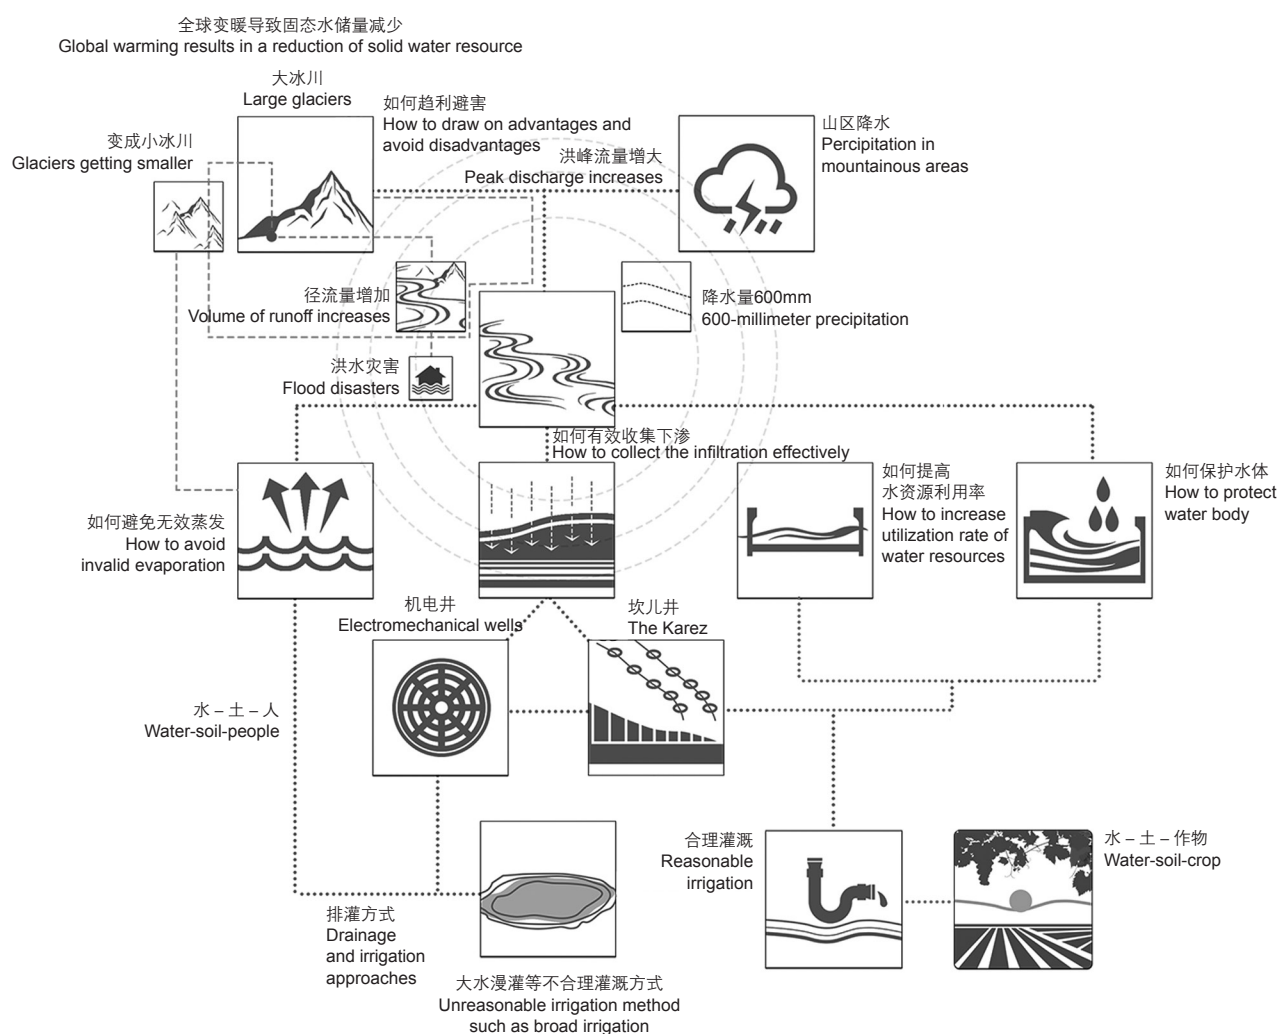 全球变暖导致固态水储量减少
Global warming results in a reduction of solid water resource
大冰川
Large glaciers
如何趋利避害
How to draw on advantages and
avoid disadvantages
变成小冰川
Glaciers getting smaller
洪峰流量增大
Peak discharge increases
山区降水
Percipitation in
mountainous areas
径流量增加
Volume of runoff increases
降水量600mm
600-millimeter precipitation
洪水灾害
Flood disasters
如何有效收集下渗
How to collect the infiltration effectively
如何避免无效蒸发
How to avoid
invalid evaporation
如何提高
水资源利用率
How to increase
utilization rate of
water resources
如何保护水体
How to protect
water body
机电井
Electromechanical wells
坎儿井
The Karez
水 – 土 – 人
Water-soil-people
合理灌溉
Reasonable
irrigation
水 – 土 – 作物
Water-soil-crop
排灌方式
Drainage
and irrigation
approaches
大水漫灌等不合理灌溉方式
Unreasonable irrigation method
such as broad irrigation